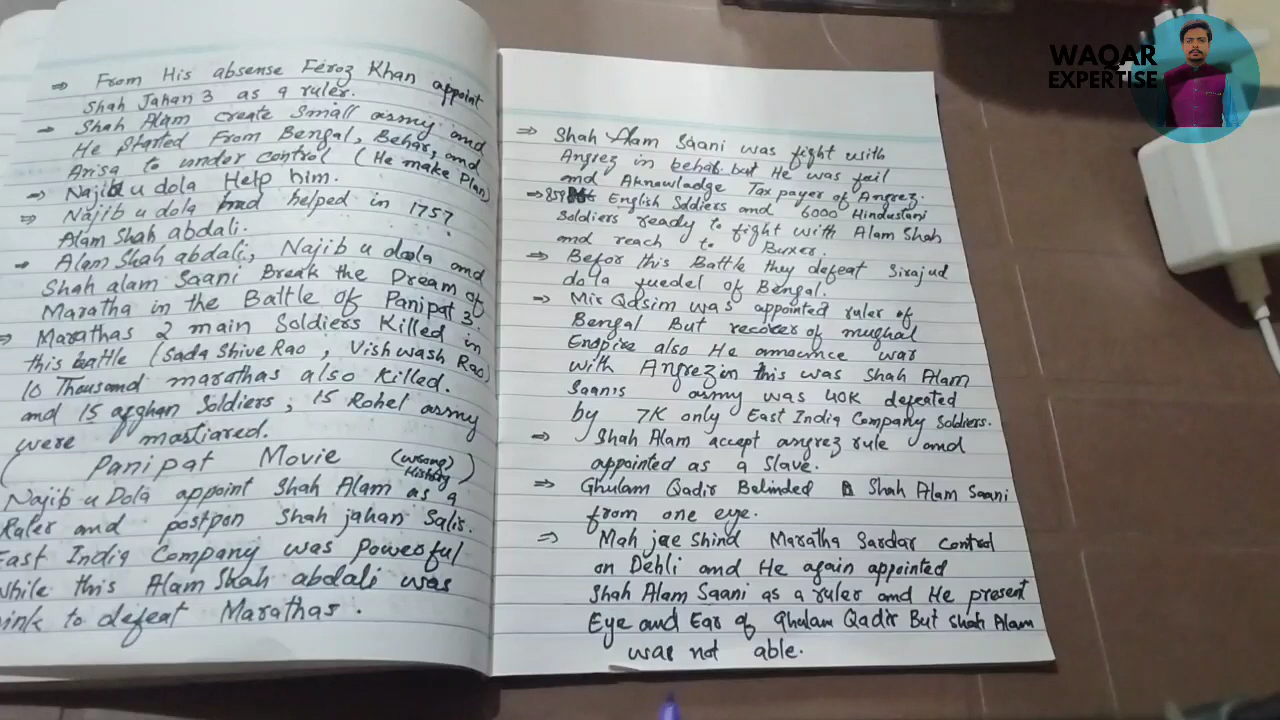 ⇒ From His absense Feroz Khan appoint
Shah Jahan 3 as a ruler.
→ Shah Alam create Small army and
He Started From Bengal, Behar, and
Arisa to under control (He make Plan)
⇒ Najib u dola Help him.
⇒ Najib u dola had helped in 1757
Alam Shah abdali.
→ Alam Shah abdali, Najib u dola and
Shah alam Saani Break the Dream of
Maratha in the Battle of Panipat 3.
⇒ Marathas 2 main Soldiers Killed in
this battle (Sada Shive Rao, Vishwash Rao)
10 Thousand marathas also killed.
and 15 afghan Soldiers, 15 Rohel army
were mastiared.
( Panipat Movie (wrong) History )
Najib u Dola appoint Shah Alam as a
Ruler and postpon Shah jahan Salis.
East India Company was Powerful
while this Alam Shah abdali was
ink to defeat Marathas.
⇒ Shah Alam Saani was fight with
Angrez in behab. but He was fail
and Aknawladge Tax payer of Angrez.
⇒ 859 English Soldiers and 6000 Hindustani
Soldiers ready to fight with Alam Shah
and reach to Buxer.
⇒ Befor this Battle they defeat Sirajud
dola fuedel of Bengal.
⇒ Mir Qasim was appointed ruler of
Bengal But recoker of mughal
Enspire also He announce war
with Angrez in this was Shah Alam
Saanis army was 40K defeated
by 7K only East India Company Soldiers.
⇒ Shah Alam accept angrez rule and
appointed as a Slave.
⇒ Ghulam Qadir Belinded Shah Alam Saani
from one eye.
⇒ Mah jae Shind Maratha Sardar control
on Dehli and He again appointed
Shah Alam Saani as a ruler and He present
Eye and Ear of Ghulam Qadir But Shah Alam
was not able.
WAQAR
EXPERTISE